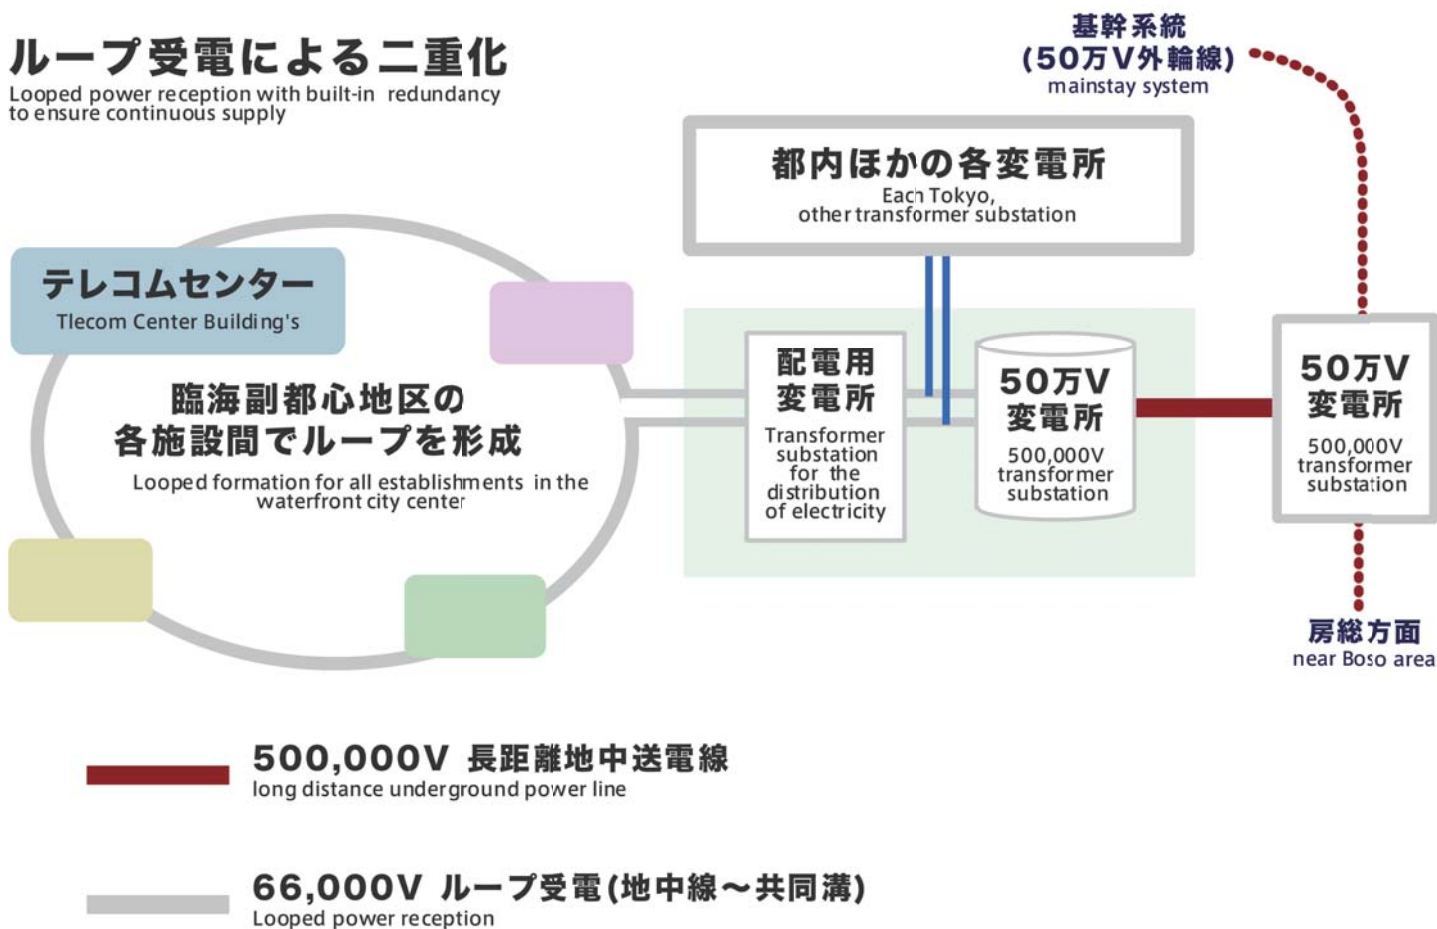 ループ受電による二重化
Looped power reception with built-in redundancy
to ensure continuous supply
基幹系統
(50万V外輪線)
mainstay system
都内ほかの各変電所
Each Tokyo,
other transformer substation
テレコムセンター
Tlecom Center Building's
臨海副都心地区の
各施設間でループを形成
Looped formation for all establishments in the
waterfront city center
配電用
変電所
Transformer
substation
for the
distribution
of electricity
50万V
変電所
500,000V
transformer
substation
50万V
変電所
500,000V
transformer
substation
房総方面
near Boso area
500,000V 長距離地中送電線
long distance underground power line
66,000V ループ受電(地中線～共同溝)
Looped power reception